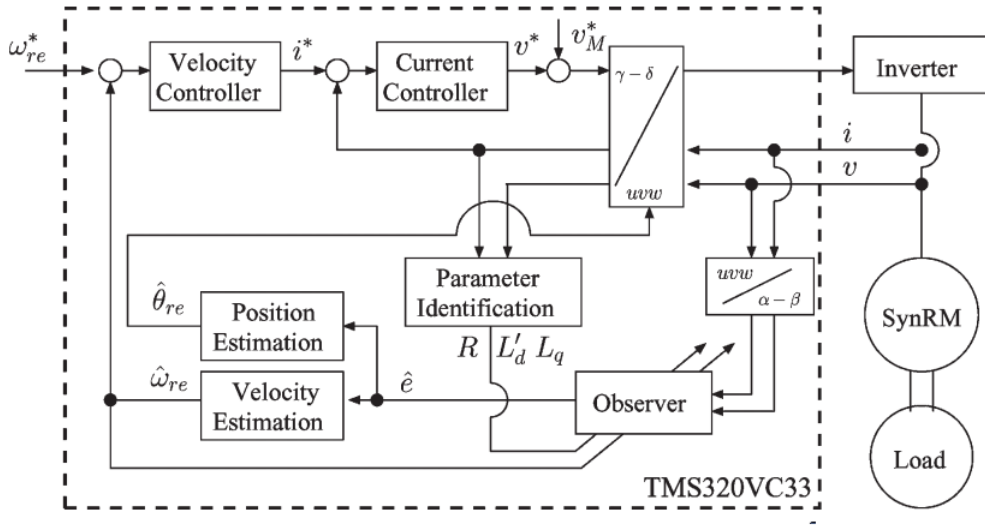 ω*re
Velocity
Controller
i*
Current
Controller
v*
v*M
γ − δ
uvw
Inverter
i
v
θ̂re
Position
Estimation
Parameter
Identification
uvw
α − β
SynRM
R L′d Lq
ω̂re
Velocity
Estimation
ê
Observer
Load
TMS320VC33